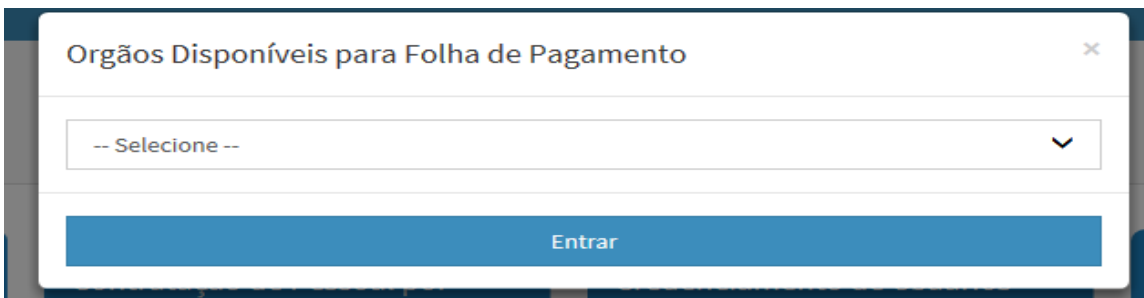 Orgãos Disponíveis para Folha de Pagamento
×
-- Selecione --
Entrar